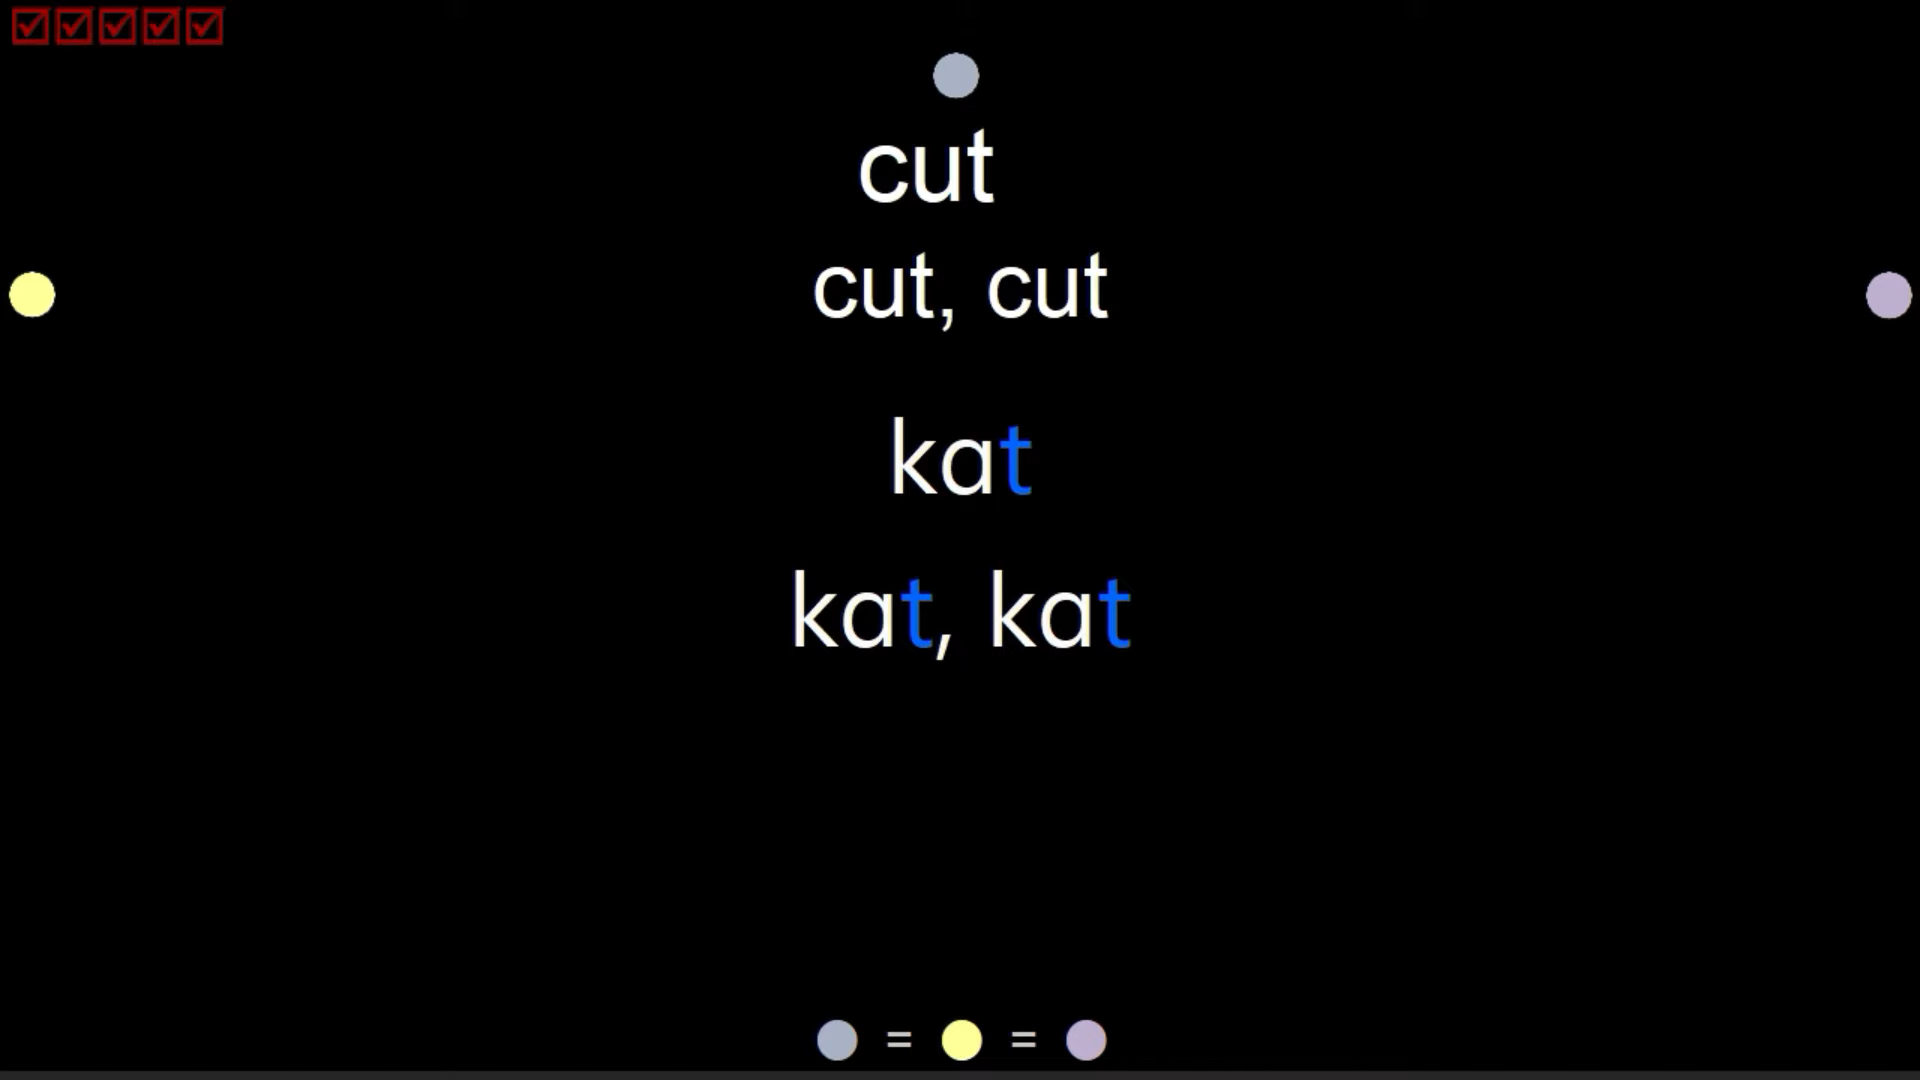 cut
cut, cut
kat
kat, kat
= =